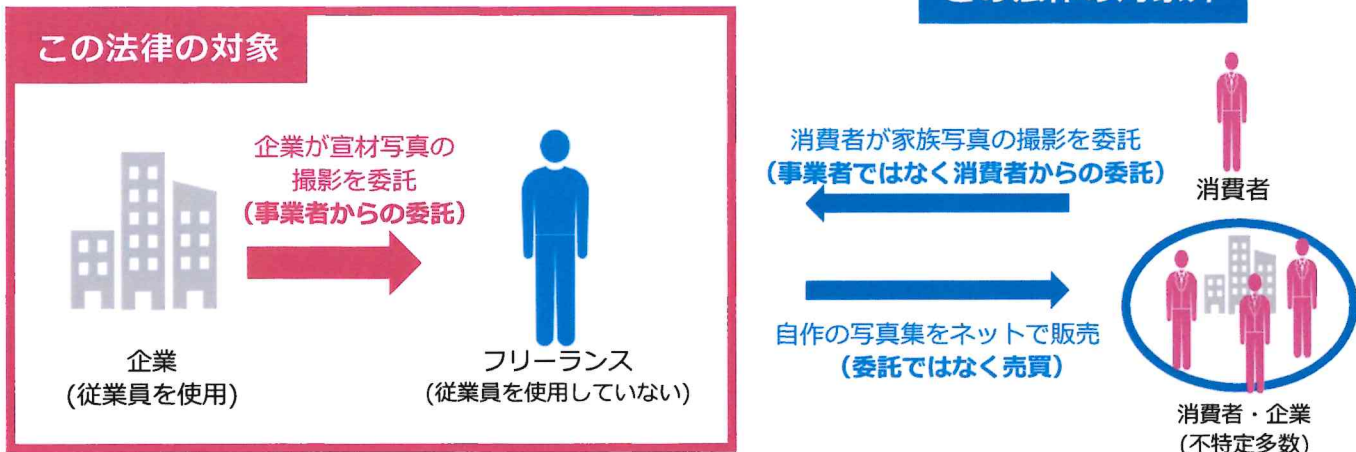 この法律の対象
企業が宣材写真の
撮影を委託
(事業者からの委託)
企業
(従業員を使用)
フリーランス
(従業員を使用していない)
消費者が家族写真の撮影を委託
(事業者ではなく消費者からの委託)
消費者
自作の写真集をネットで販売
(委託ではなく売買)
消費者・企業
(不特定多数)